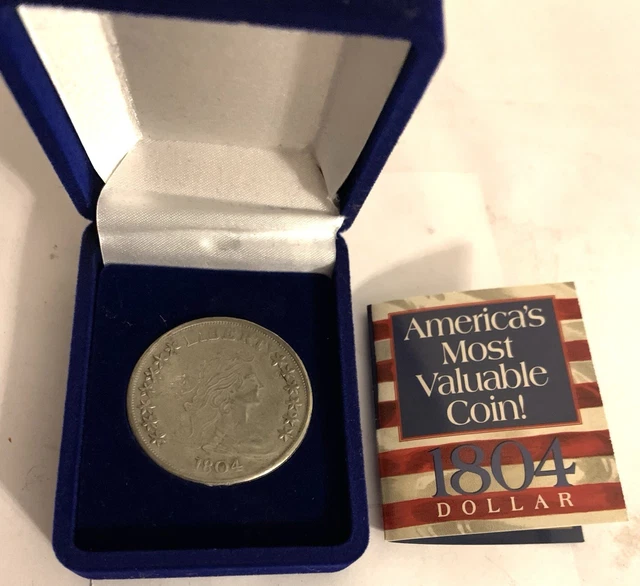 LIBERTY
1804
America's
Most
Valuable
Coin!
1804
DOLLAR